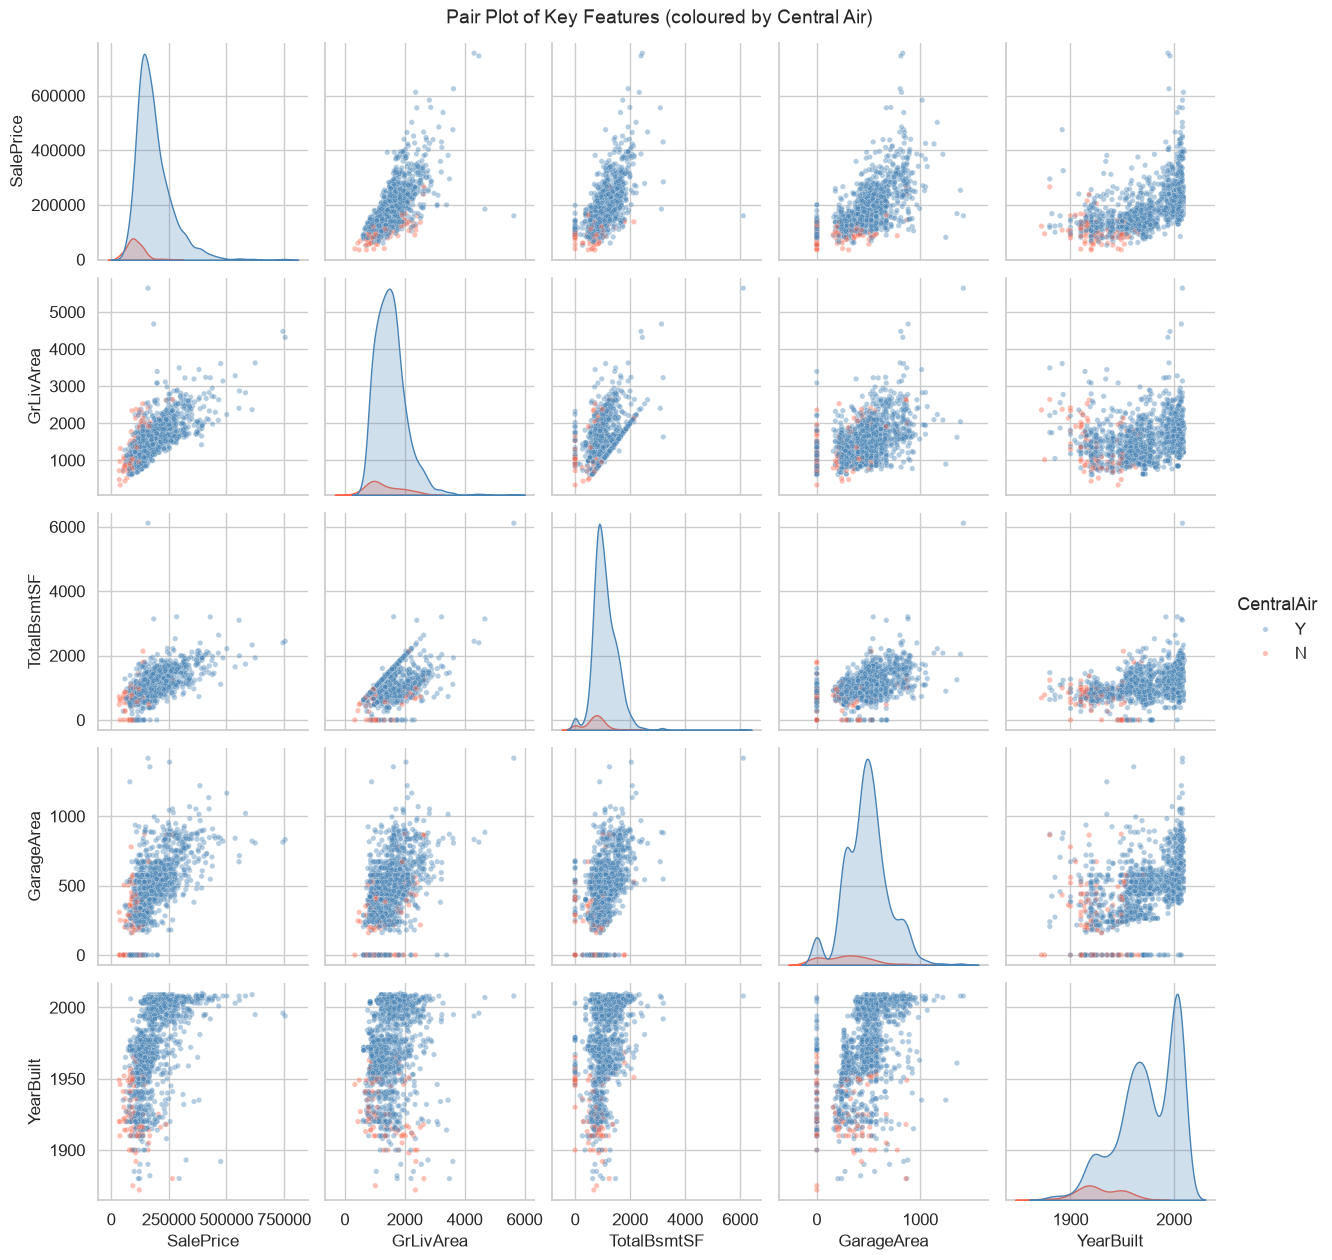 Pair Plot of Key Features (coloured by Central Air)
SalePrice
600000
400000
200000
0
GrLivArea
5000
4000
3000
2000
1000
TotalBsmtSF
6000
4000
2000
0
CentralAir
Y
N
GarageArea
1000
500
0
YearBuilt
2000
1950
1900
0 250000 500000 750000
0 2000 4000 6000
0 2000 4000 6000
0 1000
1900 2000
SalePrice GrLivArea TotalBsmtSF GarageArea YearBuilt